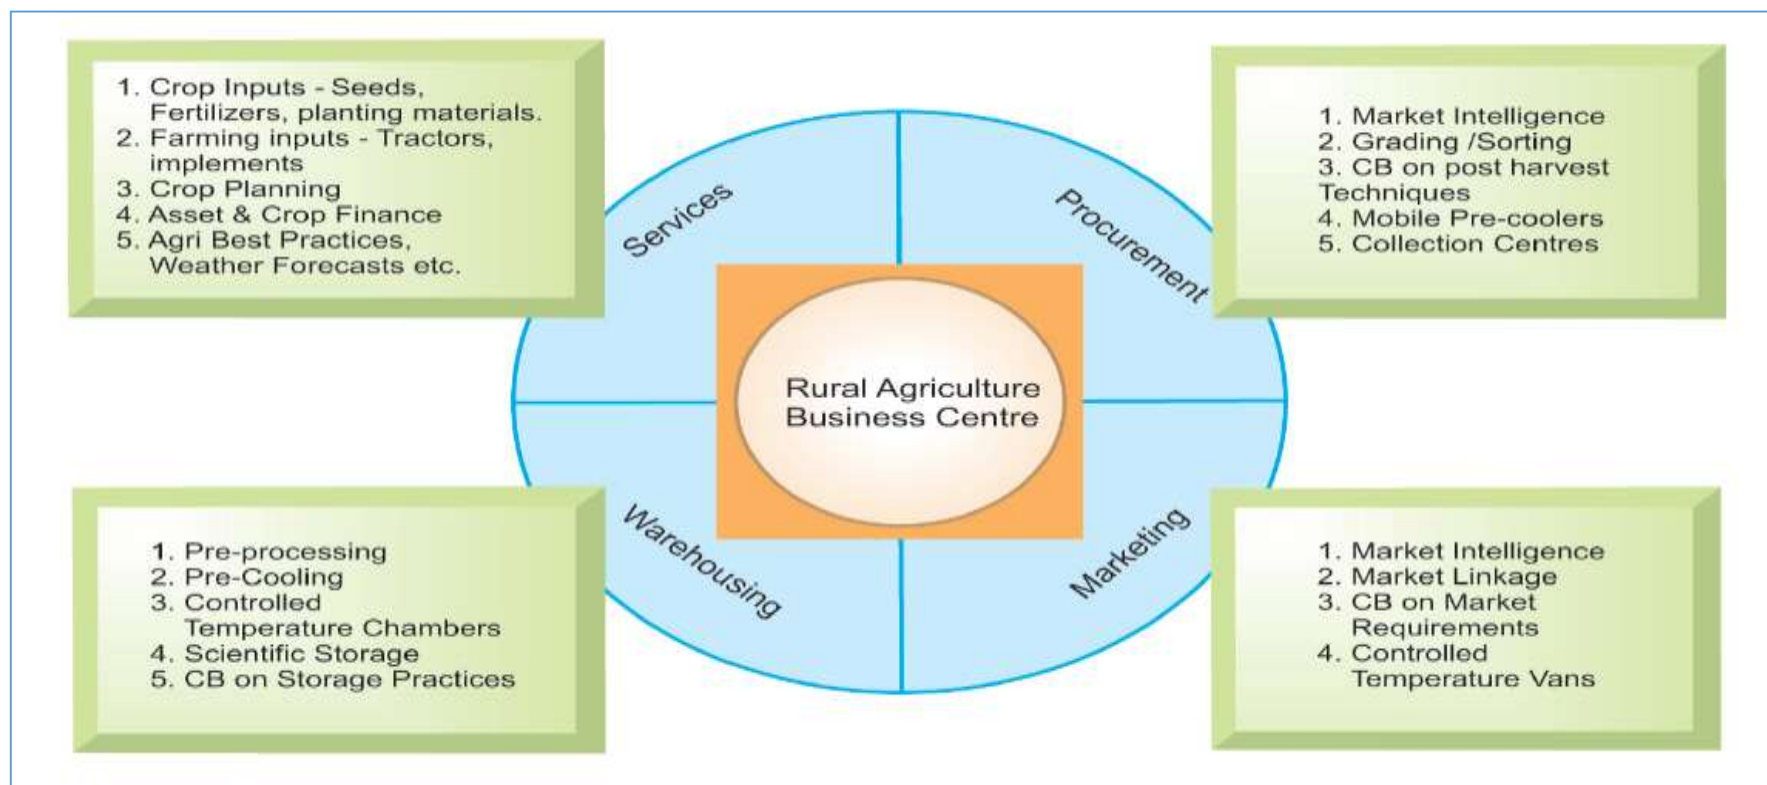 1. Crop Inputs - Seeds,
Fertilizers, planting materials.
2. Farming inputs - Tractors,
implements
3. Crop Planning
4. Asset & Crop Finance
5. Agri Best Practices,
Weather Forecasts etc.
1. Market Intelligence
2. Grading /Sorting
3. CB on post harvest
Techniques
4. Mobile Pre-coolers
5. Collection Centres
Services
Procurement
Rural Agriculture
Business Centre
Warehousing
Marketing
1. Pre-processing
2. Pre-Cooling
3. Controlled
Temperature Chambers
4. Scientific Storage
5. CB on Storage Practices
1. Market Intelligence
2. Market Linkage
3. CB on Market
Requirements
4. Controlled
Temperature Vans